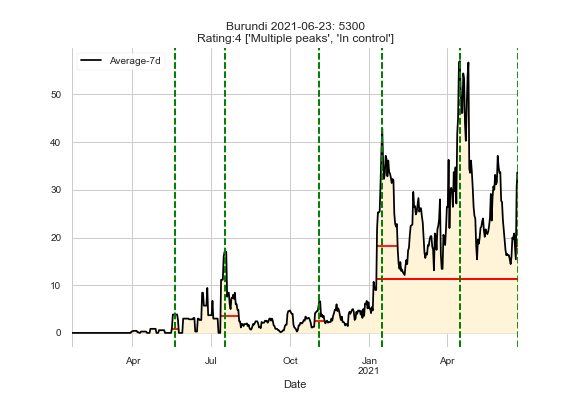 Burundi 2021-06-23: 5300
Rating:4 ['Multiple peaks', 'In control']
Average-7d
50
40
30
20
10
0
Apr
Jul
Oct
Jan
2021
Apr
Date